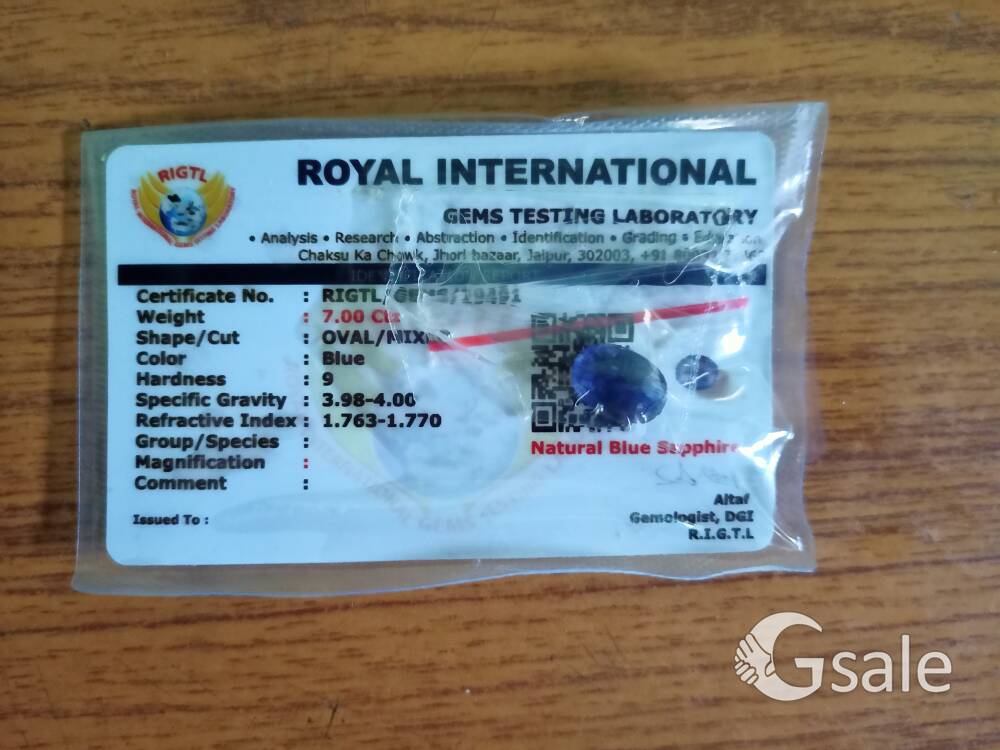 RIGTL
ROYAL INTERNATIONAL
GEMS TESTING LABORATORY
• Analysis • Research • Abstraction • Identification • Grading •
Chaksu Ka Chowk, Jhori bazaar, Jaipur, 302003, +91
Certificate No. : RIGTL/GEMS/19491
Weight : 7.00 Cts
Shape/Cut : OVAL/MIXED
Color : Blue
Hardness : 9
Specific Gravity : 3.98-4.00
Refractive Index : 1.763-1.770
Group/Species :
Magnification :
Comment :
Natural Blue Sapphire
Issued To :
Altaf
Gemologist, DGI
R.I.G.T.L
Gsale